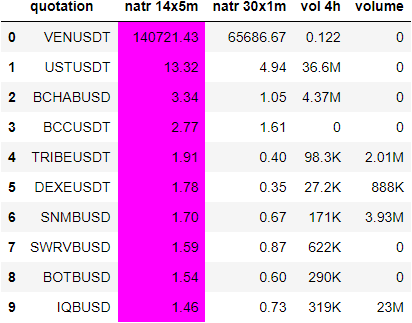 quotation natr 14x5m natr 30x1m vol 4h volume
0 VENUSDT 140721.43 65686.67 0.122 0
1 USTUSDT 13.32 4.94 36.6M 0
2 BCHABUSD 3.34 1.05 4.37M 0
3 BCCUSDT 2.77 1.61 0 0
4 TRIBEUSDT 1.91 0.40 98.3K 2.01M
5 DEXEUSDT 1.78 0.35 27.2K 888K
6 SNMBUSD 1.70 0.67 171K 3.93M
7 SWRVBUSD 1.59 0.87 622K 0
8 BOTBUSD 1.54 0.60 290K 0
9 IQBUSD 1.46 0.73 319K 23M